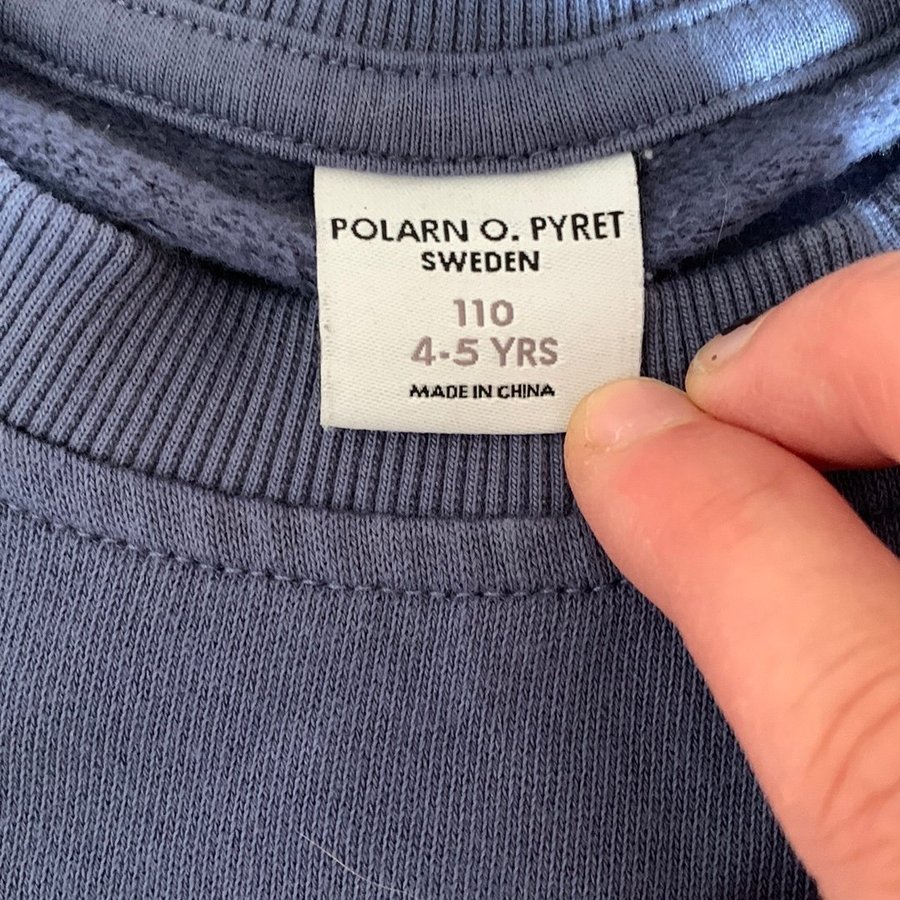 POLARN O. PYRET
SWEDEN
110
4-5 YRS
MADE IN CHINA